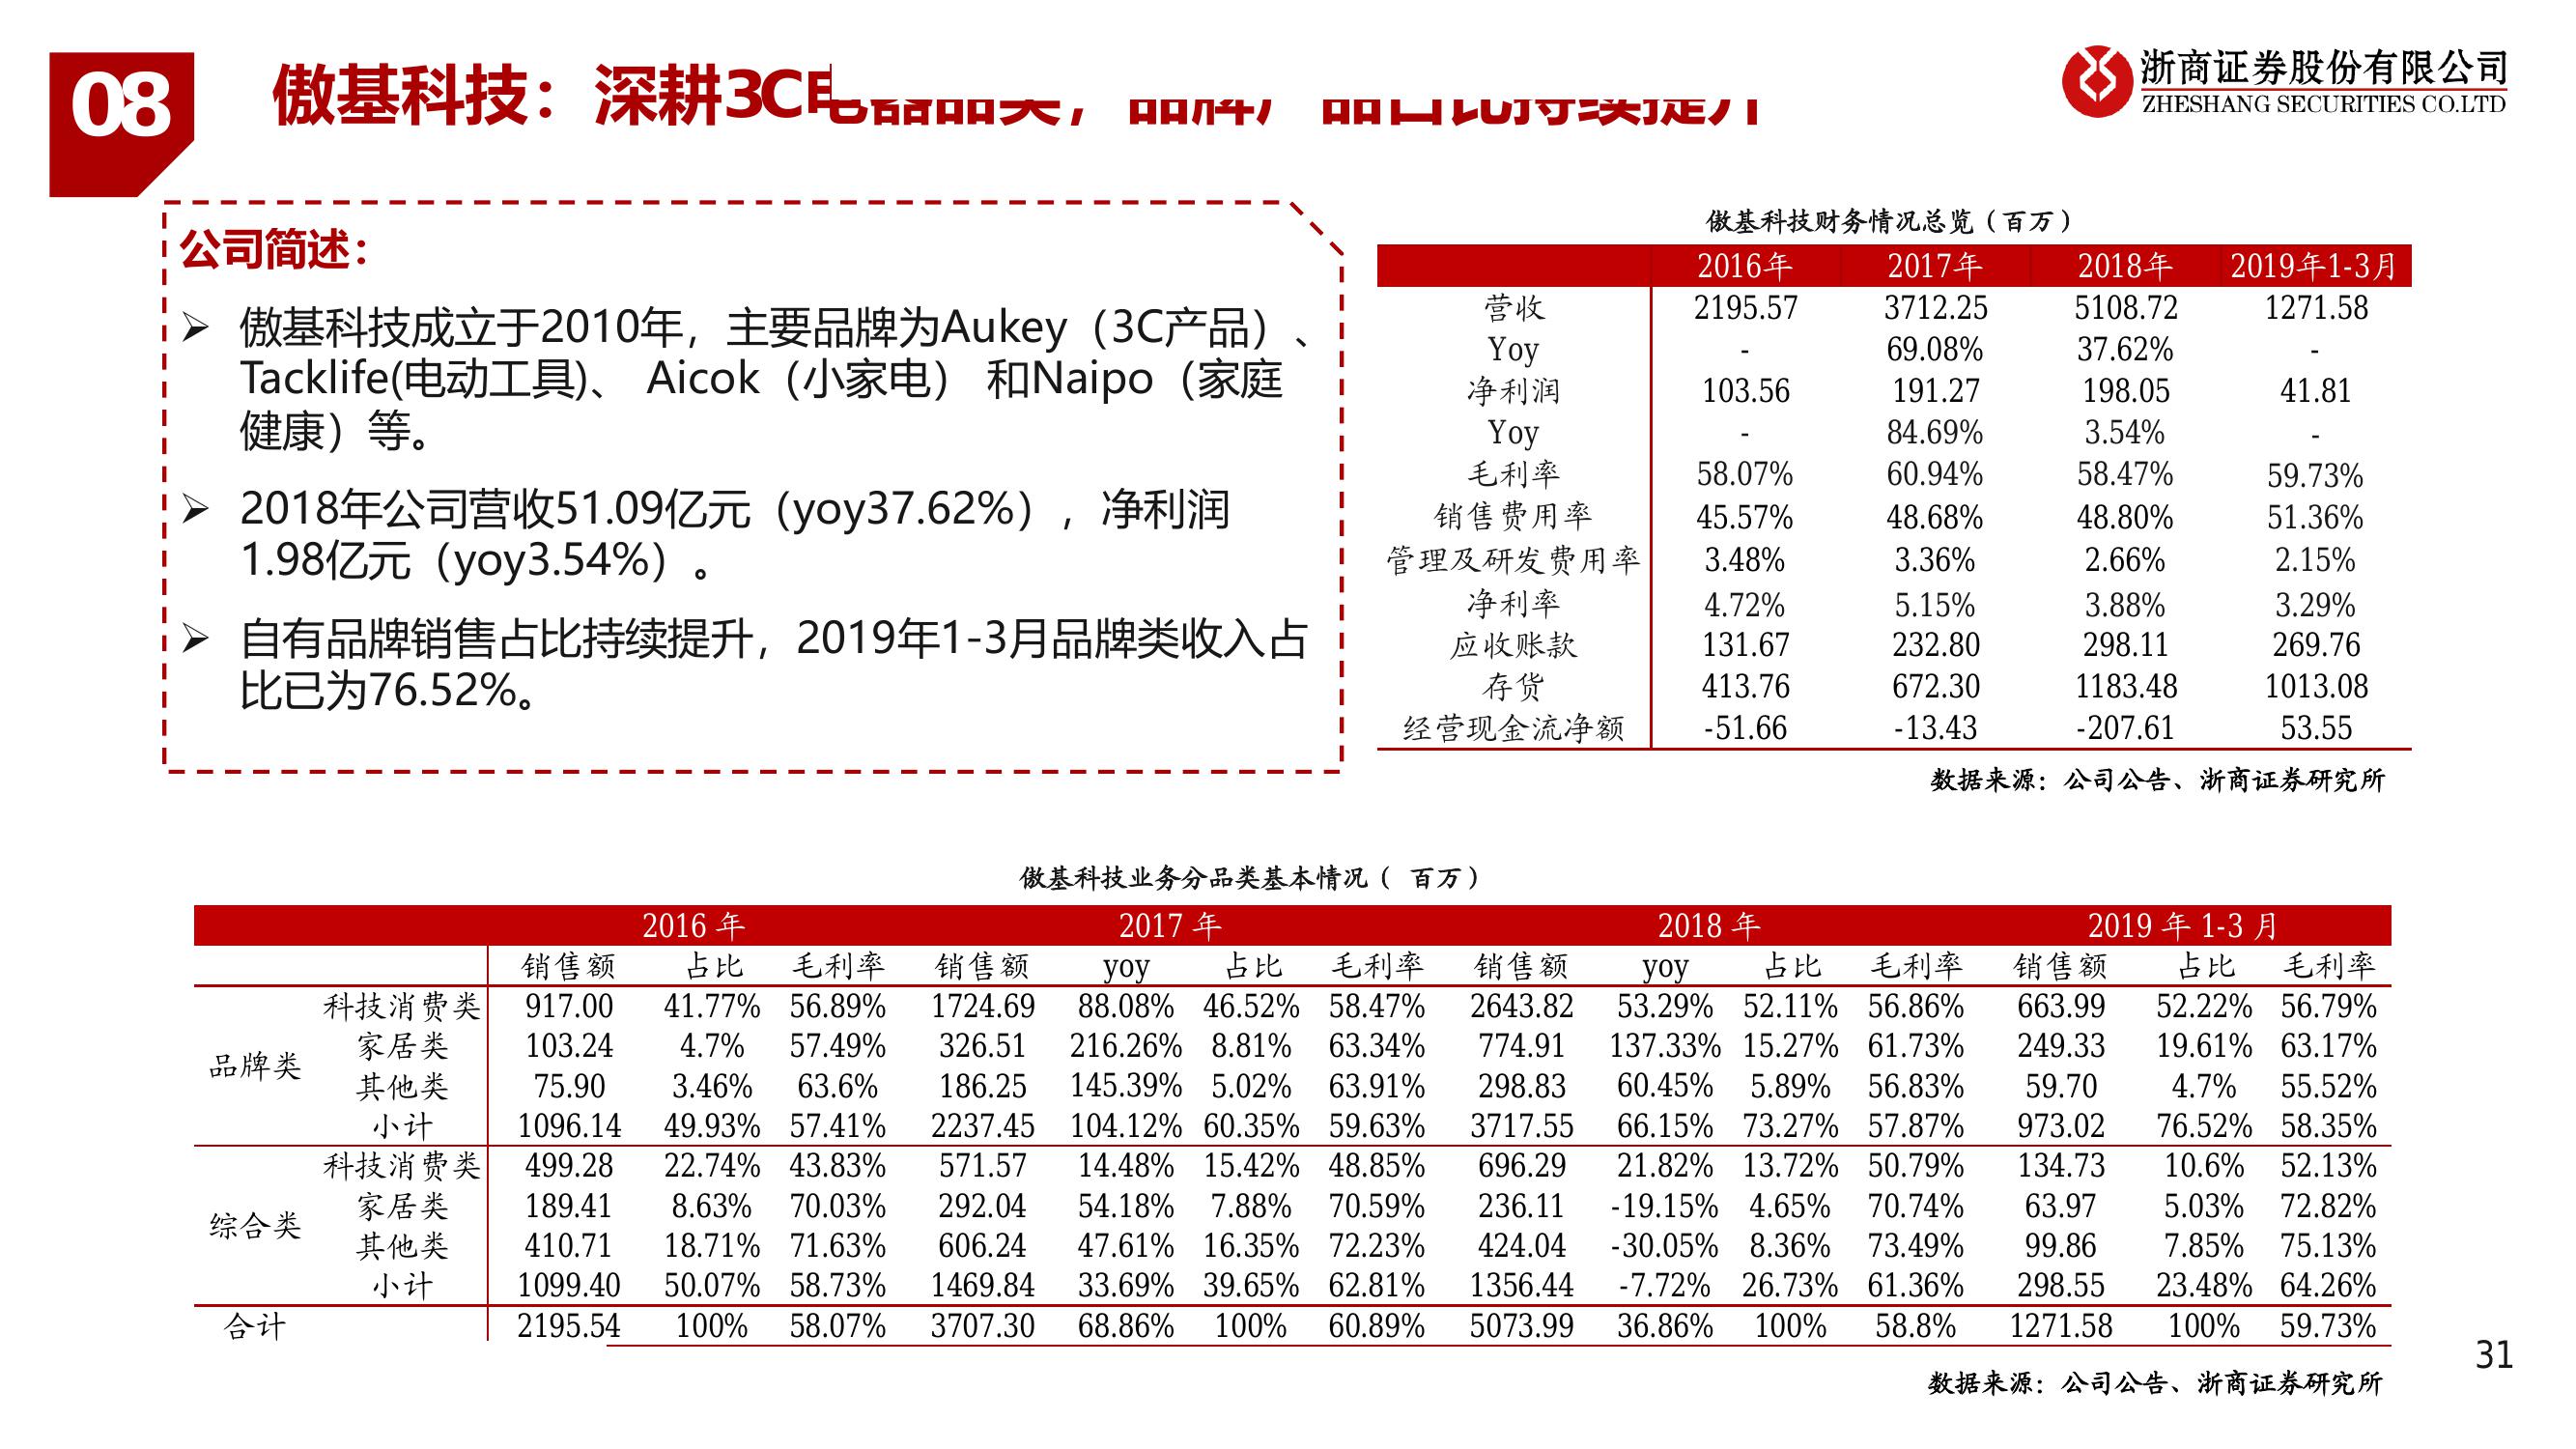 08
傲基科技：深耕3C电器品类，品牌产品占比持续提升
浙商证券股份有限公司
ZHESHANG SECURITIES CO.LTD
公司简述：
➢ 傲基科技成立于2010年，主要品牌为Aukey（3C产品）、
Tacklife(电动工具)、 Aicok（小家电） 和Naipo（家庭
健康）等。
➢ 2018年公司营收51.09亿元（yoy37.62%），净利润
1.98亿元（yoy3.54%）。
➢ 自有品牌销售占比持续提升，2019年1-3月品牌类收入占
比已为76.52%。
傲基科技财务情况总览（百万）
2016年 2017年 2018年 2019年1-3月
营收 2195.57 3712.25 5108.72 1271.58
Yoy - 69.08% 37.62% -
净利润 103.56 191.27 198.05 41.81
Yoy - 84.69% 3.54% -
毛利率 58.07% 60.94% 58.47% 59.73%
销售费用率 45.57% 48.68% 48.80% 51.36%
管理及研发费用率 3.48% 3.36% 2.66% 2.15%
净利率 4.72% 5.15% 3.88% 3.29%
应收账款 131.67 232.80 298.11 269.76
存货 413.76 672.30 1183.48 1013.08
经营现金流净额 -51.66 -13.43 -207.61 53.55
数据来源：公司公告、浙商证券研究所
傲基科技业务分品类基本情况（ 百万）
2016 年 2017 年 2018 年 2019 年 1-3 月
销售额 占比 毛利率 销售额 yoy 占比 毛利率 销售额 yoy 占比 毛利率 销售额 占比 毛利率
品牌类
科技消费类 917.00 41.77% 56.89% 1724.69 88.08% 46.52% 58.47% 2643.82 53.29% 52.11% 56.86% 663.99 52.22% 56.79%
家居类 103.24 4.7% 57.49% 326.51 216.26% 8.81% 63.34% 774.91 137.33% 15.27% 61.73% 249.33 19.61% 63.17%
其他类 75.90 3.46% 63.6% 186.25 145.39% 5.02% 63.91% 298.83 60.45% 5.89% 56.83% 59.70 4.7% 55.52%
小计 1096.14 49.93% 57.41% 2237.45 104.12% 60.35% 59.63% 3717.55 66.15% 73.27% 57.87% 973.02 76.52% 58.35%
综合类
科技消费类 499.28 22.74% 43.83% 571.57 14.48% 15.42% 48.85% 696.29 21.82% 13.72% 50.79% 134.73 10.6% 52.13%
家居类 189.41 8.63% 70.03% 292.04 54.18% 7.88% 70.59% 236.11 -19.15% 4.65% 70.74% 63.97 5.03% 72.82%
其他类 410.71 18.71% 71.63% 606.24 47.61% 16.35% 72.23% 424.04 -30.05% 8.36% 73.49% 99.86 7.85% 75.13%
小计 1099.40 50.07% 58.73% 1469.84 33.69% 39.65% 62.81% 1356.44 -7.72% 26.73% 61.36% 298.55 23.48% 64.26%
合计 2195.54 100% 58.07% 3707.30 68.86% 100% 60.89% 5073.99 36.86% 100% 58.8% 1271.58 100% 59.73%
数据来源：公司公告、浙商证券研究所
31